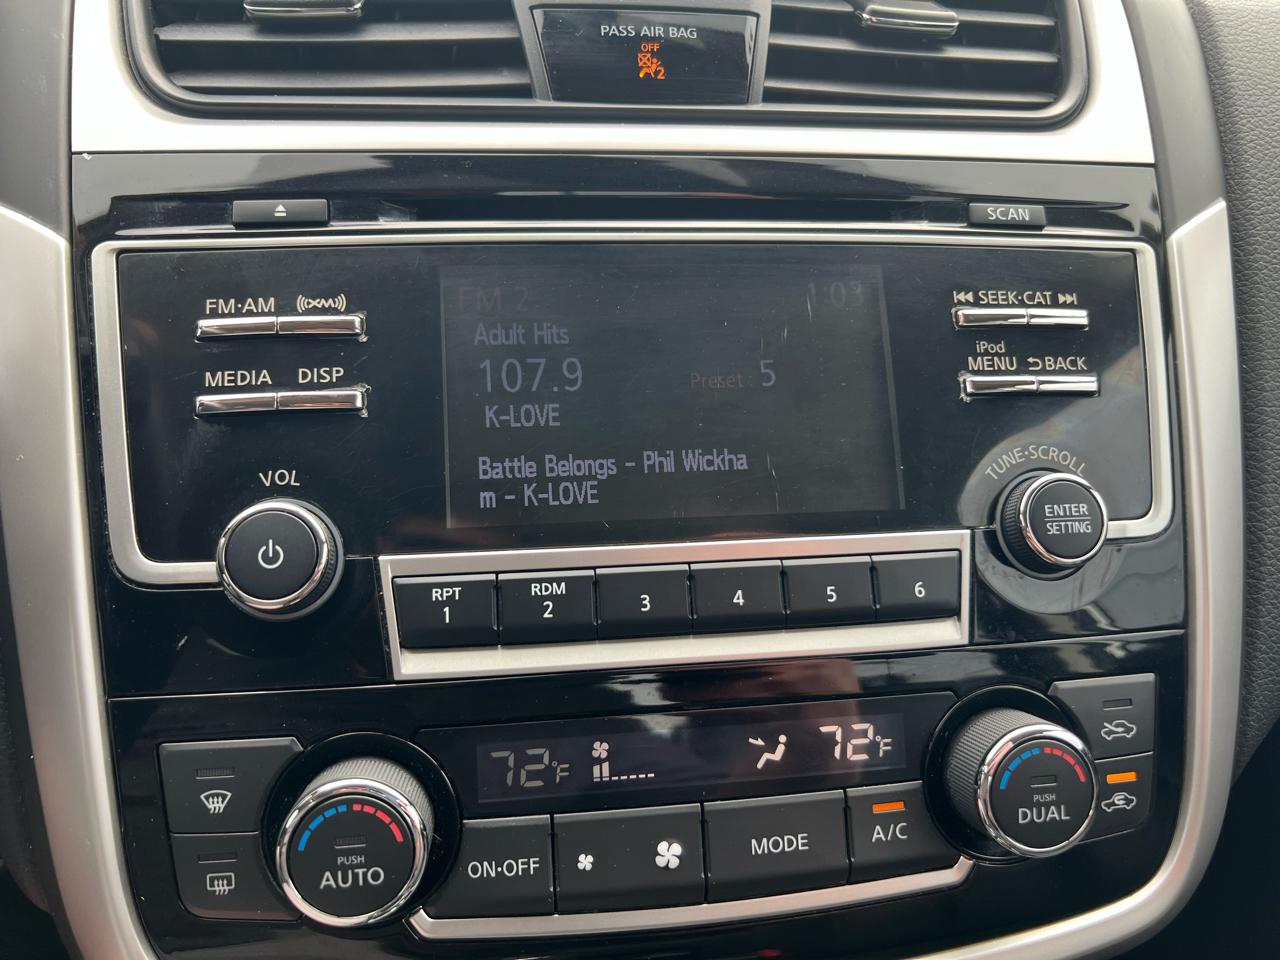 PASS AIR BAG
OFF
2
SCAN
FM·AM
((XM))
SEEK·CAT
MEDIA
DISP
iPod
MENU
BACK
FM 2
1:03
Adult Hits
107.9
Preset : 5
K-LOVE
Battle Belongs - Phil Wickha
m - K-LOVE
VOL
TUNE·SCROLL
ENTER
SETTING
RPT
1
RDM
2
3
4
5
6
72°F
72°F
PUSH
AUTO
ON·OFF
MODE
A/C
PUSH
DUAL